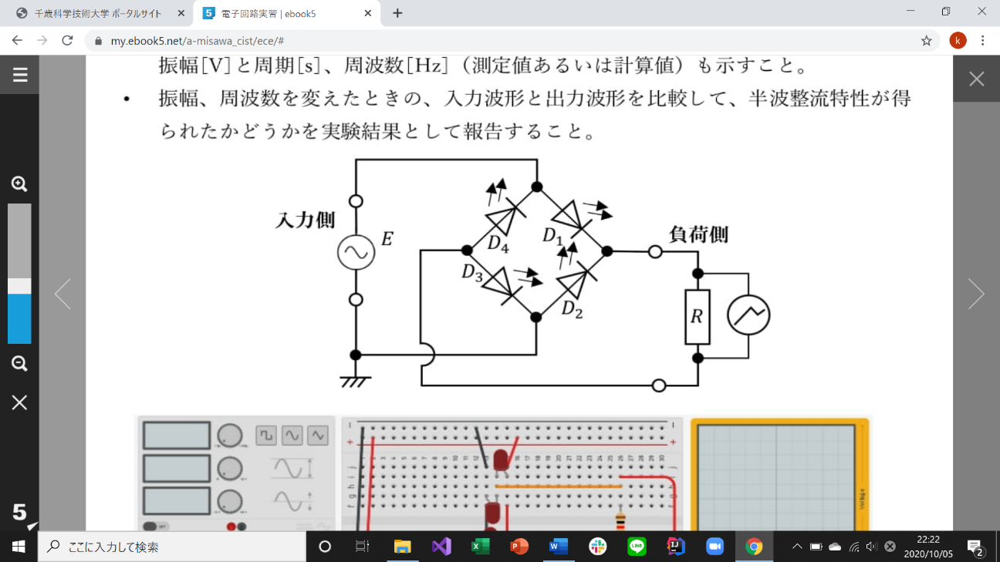 千歳科学技術大学 ポータルサイト
5 電子回路実習 | ebook5
my.ebook5.net/a-misawa_cist/ece/#
k
振幅[V]と周期[s]、周波数[Hz]（測定値あるいは計算値）も示すこと。
• 振幅、周波数を変えたときの、入力波形と出力波形を比較して、半波整流特性が得
られたかどうかを実験結果として報告すること。
入力側
E
D4
D1
負荷側
D3
D2
R
Voltage
OFF
5
ここに入力して検索
22:22
2020/10/05
2